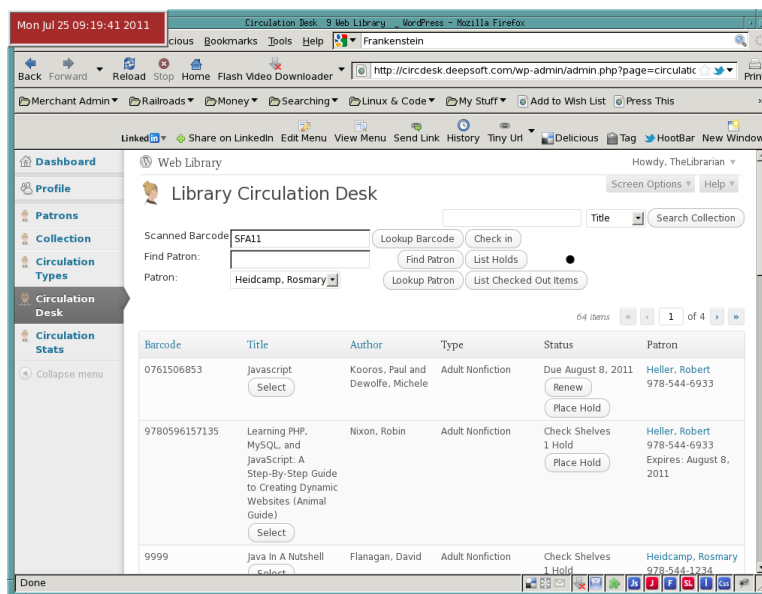 Mon Jul 25 09:19:41 2011
Circulation Desk 9 Web Library _ WordPress - Mozilla Firefox
Bookmarks Tools Help Frankenstein
Back Forward Reload Stop Home Flash Video Downloader http://circdesk.deepsoft.com/wp-admin/admin.php?page=circulatic Print
Merchant Admin Railroads Money Searching Linux & Code My Stuff Add to Wish List Press This
Linked in Share on LinkedIn Edit Menu View Menu Send Link History Tiny Url Delicious Tag HootBar New Window
Dashboard
Profile
Patrons
Collection
Circulation
Types
Circulation
Desk
Circulation
Stats
Collapse menu
Web Library Howdy, TheLibrarian
Screen Options Help
Library Circulation Desk
Title Search Collection
Scanned Barcode SFA11 Lookup Barcode Check in
Find Patron: Find Patron List Holds
Patron: Heidcamp, Rosmary Lookup Patron List Checked Out Items
64 items « ‹ 1 of 4 › »
Barcode Title Author Type Status Patron
0761506853 Javascript Kooros, Paul and Adult Nonfiction Due August 8, 2011 Heller, Robert
Select Dewolfe, Michele Renew 978-544-6933
Place Hold
9780596157135 Learning PHP, Nixon, Robin Adult Nonfiction Check Shelves Heller, Robert
MySQL, and 1 Hold 978-544-6933
JavaScript: A Place Hold Expires: August 8,
Step-By-Step Guide 2011
to Creating Dynamic
Websites (Animal
Guide)
Select
9999 Java In A Nutshell Flanagan, David Adult Nonfiction Check Shelves Heidcamp, Rosmary
Select 1 Hold 978-544-1234
Done